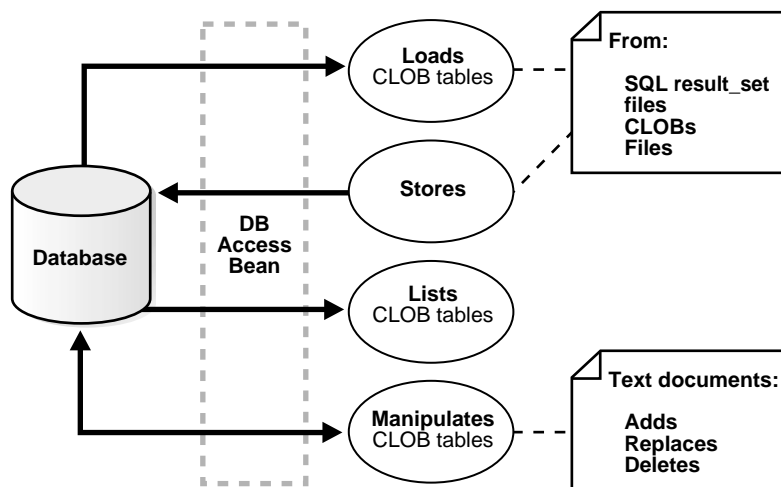 Loads
CLOB tables
From:
SQL result_set
files
CLOBs
Files
Stores
Database
DB
Access
Bean
Lists
CLOB tables
Manipulates
CLOB tables
Text documents:
Adds
Replaces
Deletes